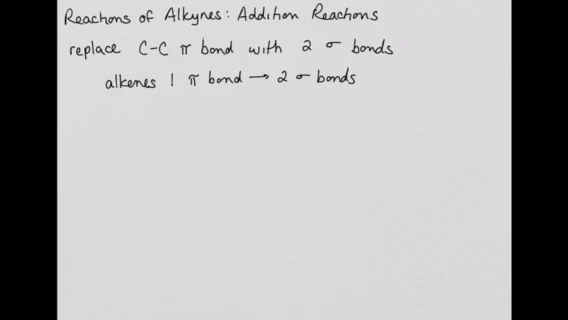 Reactions of Alkynes: Addition Reactions
replace C-C π bond with 2 σ bonds
alkenes 1 π bond → 2 σ bonds